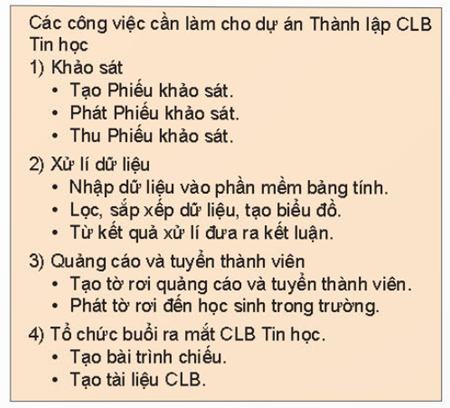 Các công việc cần làm cho dự án Thành lập CLB
Tin học
1) Khảo sát
• Tạo Phiếu khảo sát.
• Phát Phiếu khảo sát.
• Thu Phiếu khảo sát.
2) Xử lí dữ liệu
• Nhập dữ liệu vào phần mềm bảng tính.
• Lọc, sắp xếp dữ liệu, tạo biểu đồ.
• Từ kết quả xử lí đưa ra kết luận.
3) Quảng cáo và tuyển thành viên
• Tạo tờ rơi quảng cáo và tuyển thành viên.
• Phát tờ rơi đến học sinh trong trường.
4) Tổ chức buổi ra mắt CLB Tin học.
• Tạo bài trình chiếu.
• Tạo tài liệu CLB.